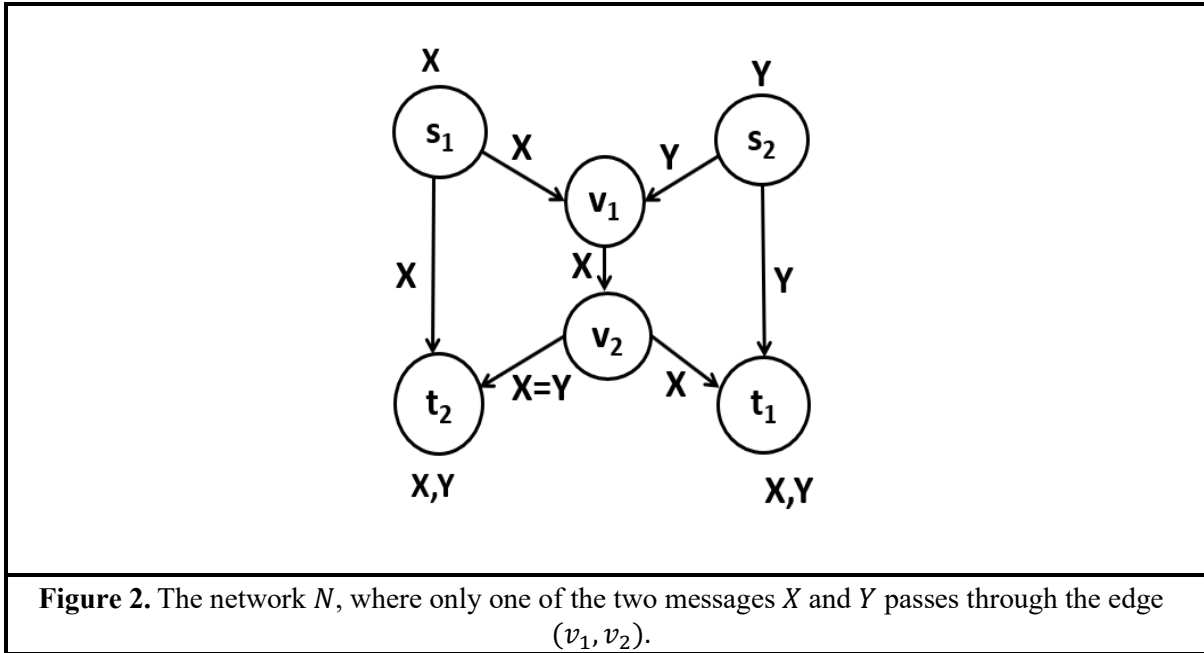 X
Y
s₁
s₂
X
Y
v₁
X
X
Y
v₂
X=Y
X
t₂
t₁
X,Y
X,Y
Figure 2. The network N, where only one of the two messages X and Y passes through the edge
(v₁, v₂).